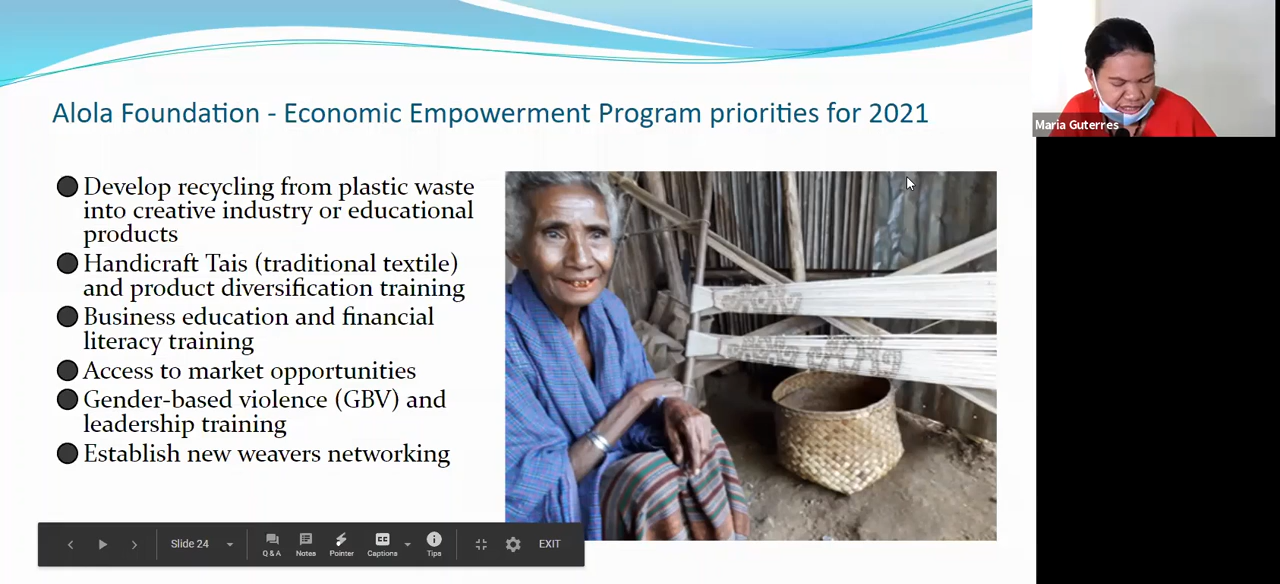 Alola Foundation - Economic Empowerment Program priorities for 2021
Maria Guterres
Develop recycling from plastic waste
into creative industry or educational
products
Handicraft Tais (traditional textile)
and product diversification training
Business education and financial
literacy training
Access to market opportunities
Gender-based violence (GBV) and
leadership training
Establish new weavers networking
Slide 24
Q & A
Notes
Pointer
CC
Captions
Tips
EXIT